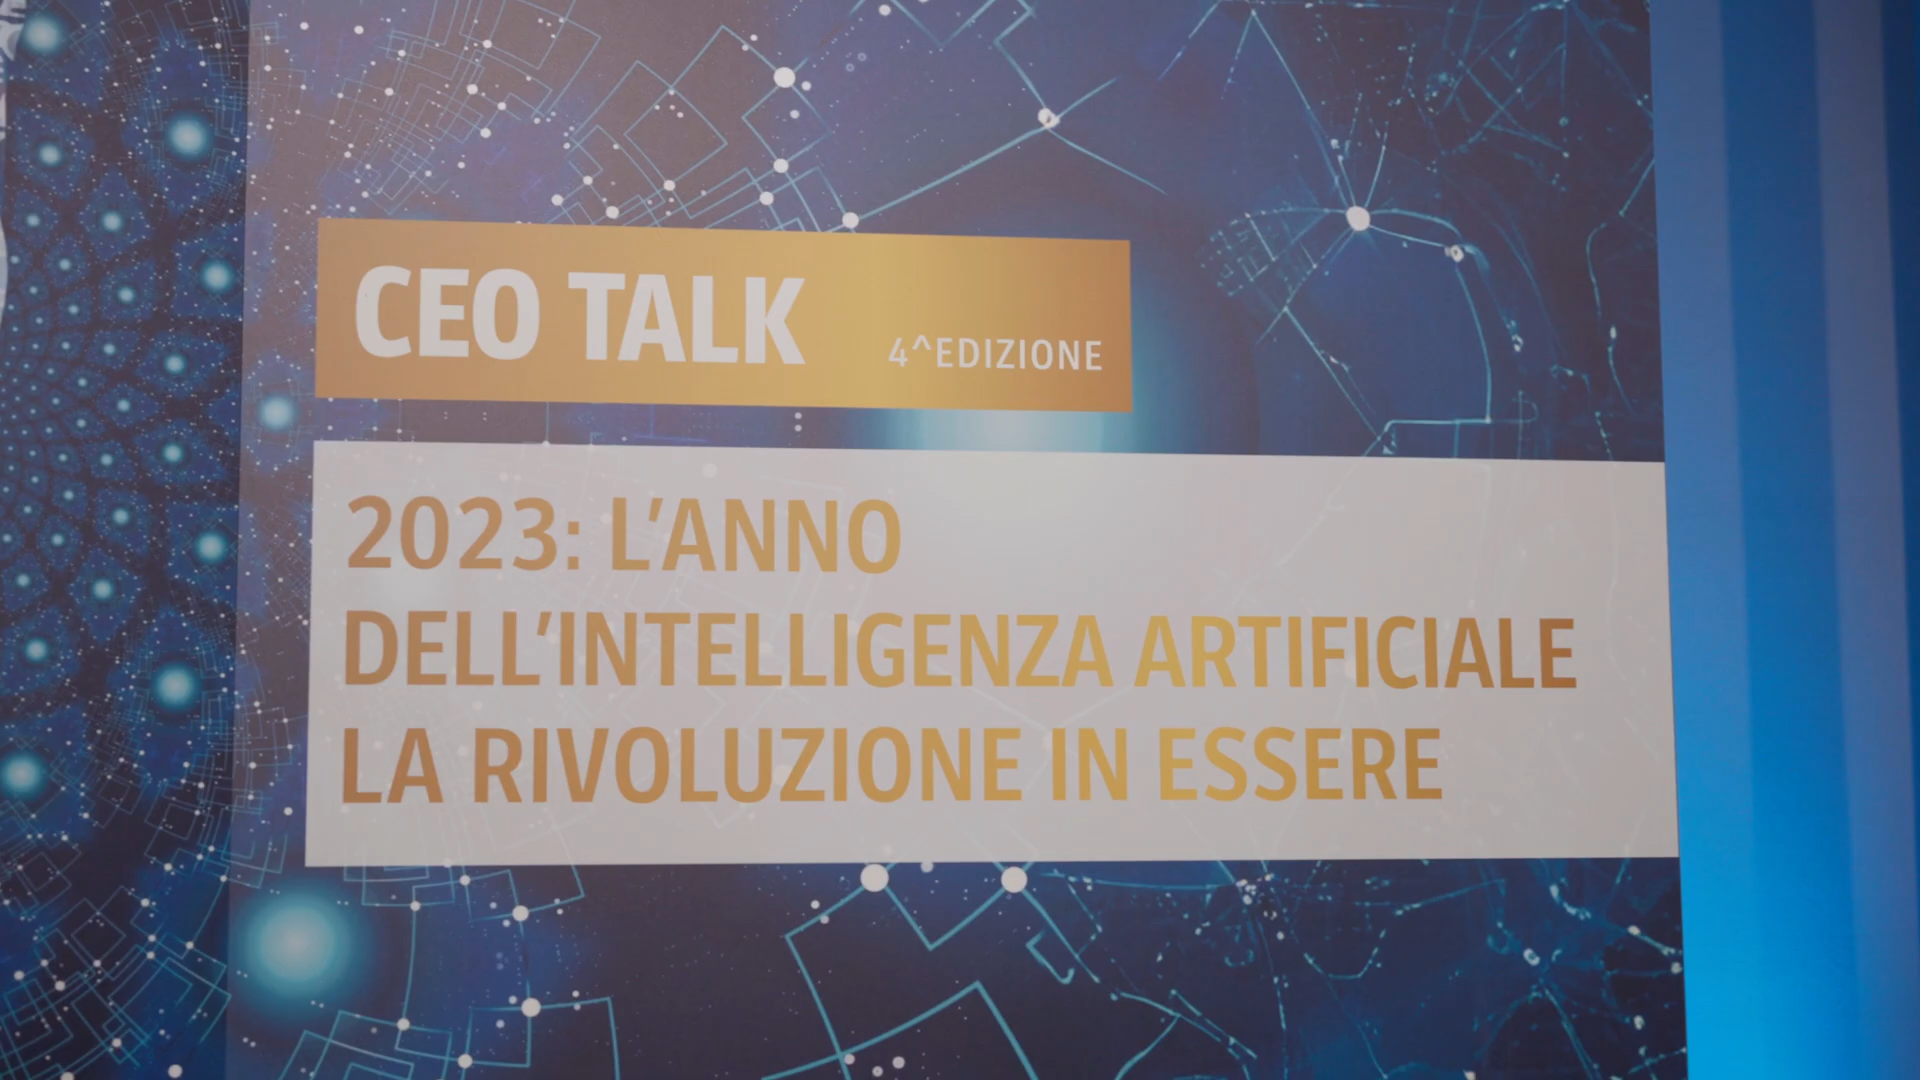 CEO TALK 4^EDIZIONE
2023: L'ANNO
DELL'INTELLIGENZA ARTIFICIALE
LA RIVOLUZIONE IN ESSERE